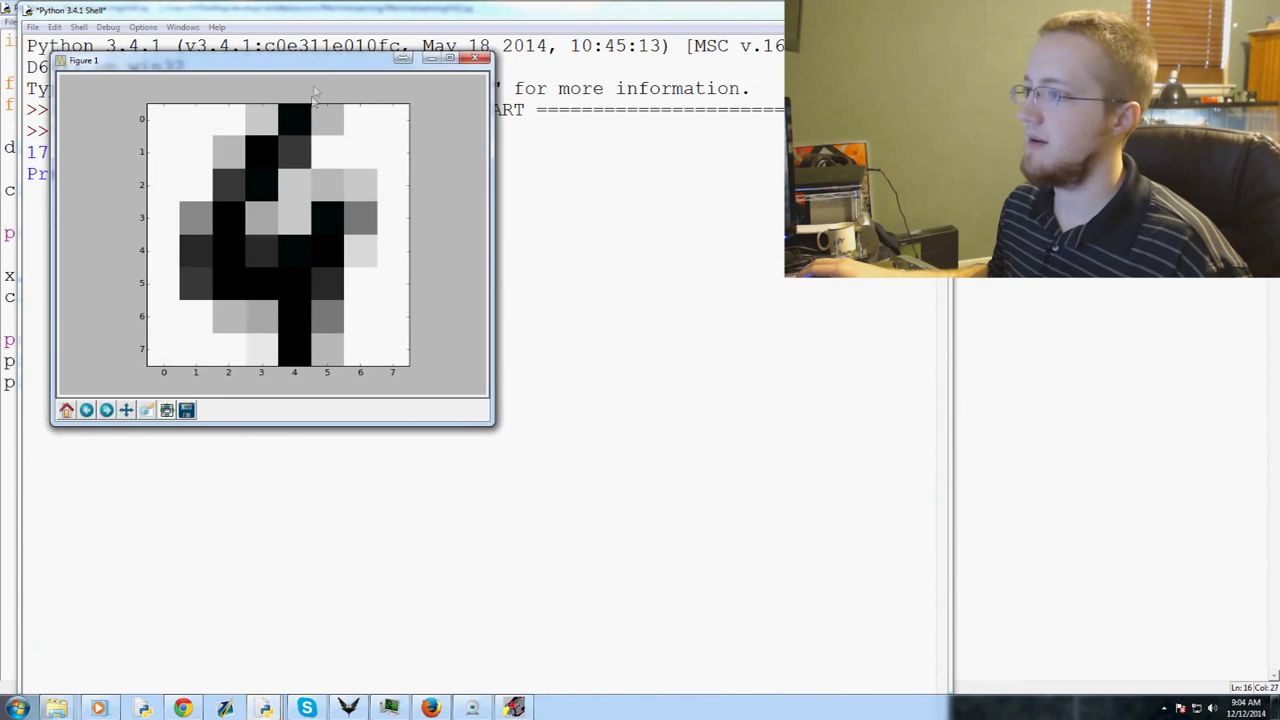 *Python 3.4.1 Shell*
File Edit Shell Debug Options Windows Help
Python 3.4.1 (v3.4.1:c0e311e010fc, May 18 2014, 10:45:13) [MSC v.16
D6
Ty
" for more information.
>>
ART ========================
>>
17
Pr
Figure 1
0
1
2
3
4
5
6
7
0 1 2 3 4 5 6 7
Ln: 16 Col: 27
9:04 AM
12/12/2014